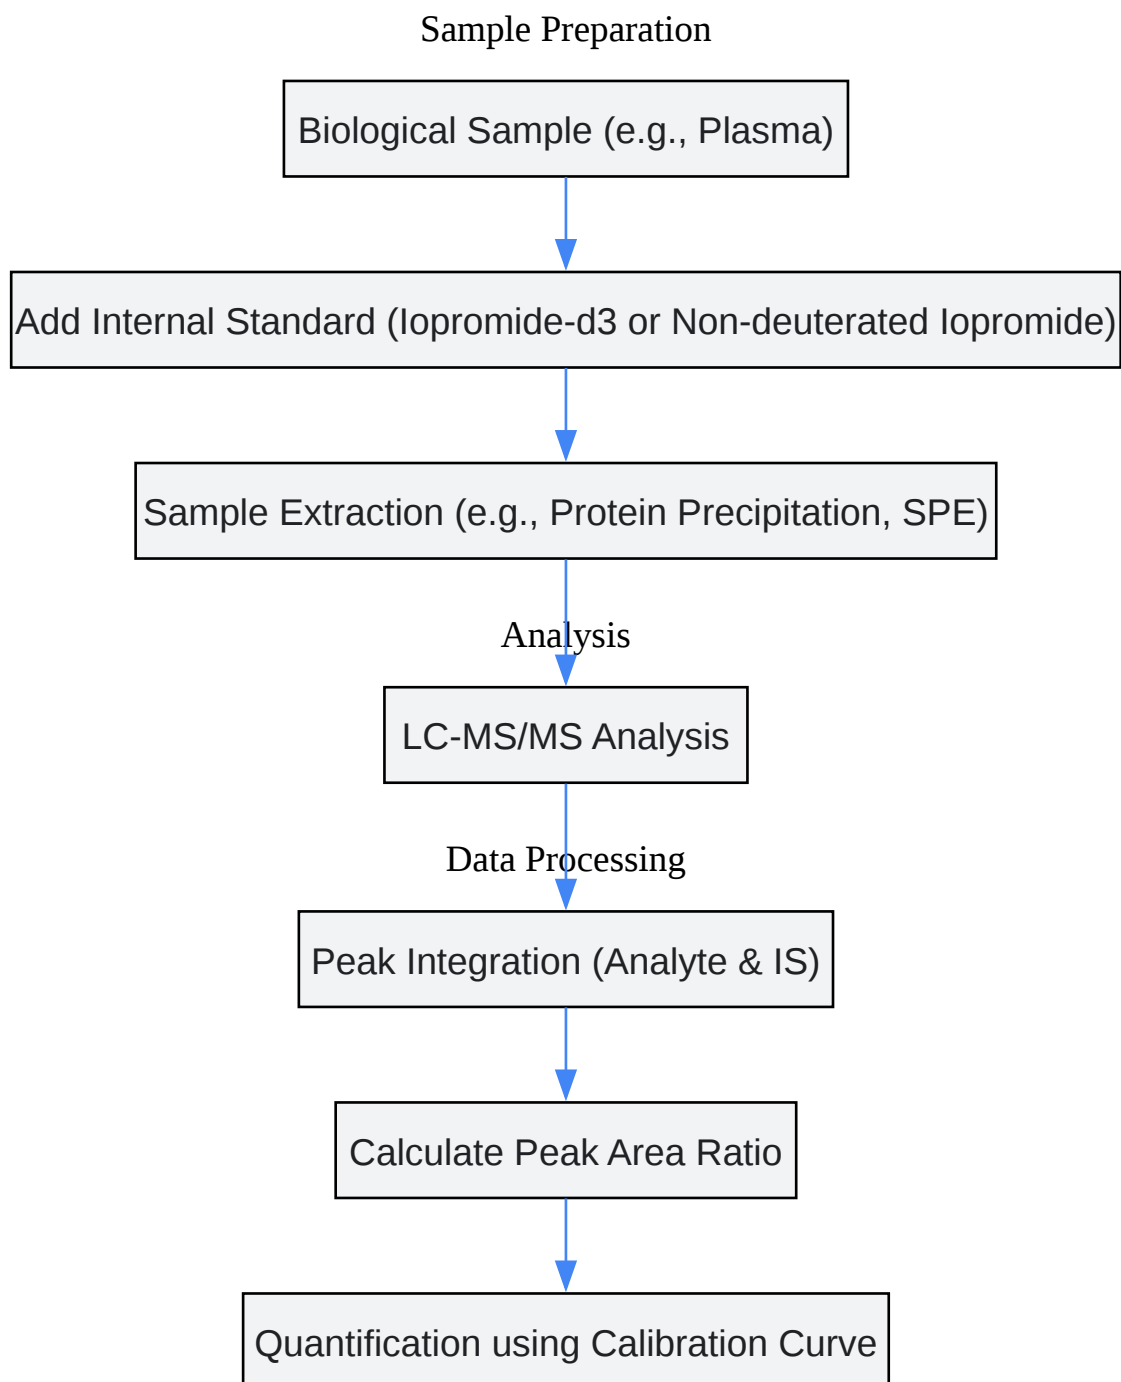 Sample Preparation
Biological Sample (e.g., Plasma)
Add Internal Standard (Iopromide-d3 or Non-deuterated Iopromide)
Sample Extraction (e.g., Protein Precipitation, SPE)
Analysis
LC-MS/MS Analysis
Data Processing
Peak Integration (Analyte & IS)
Calculate Peak Area Ratio
Quantification using Calibration Curve